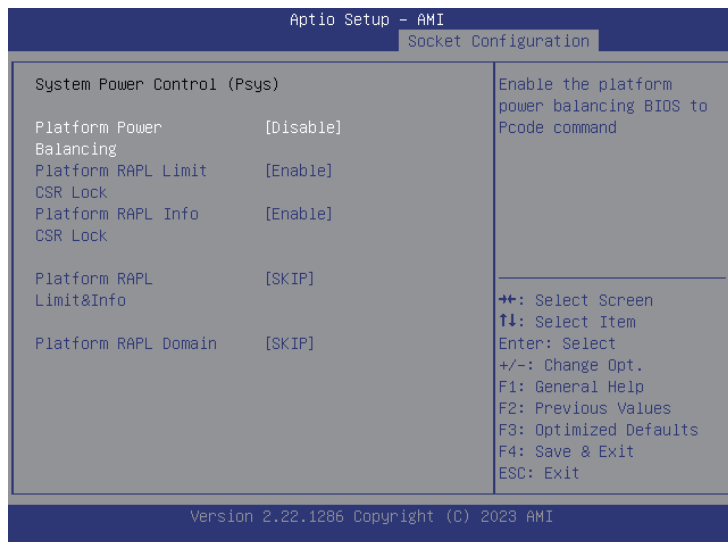 Aptio Setup - AMI
Socket Configuration
System Power Control (Psys)
Platform Power Balancing [Disable]
Platform RAPL Limit CSR Lock [Enable]
Platform RAPL Info CSR Lock [Enable]
Platform RAPL Limit&Info [SKIP]
Platform RAPL Domain [SKIP]
Enable the platform
power balancing BIOS to
Pcode command
→←: Select Screen
↑↓: Select Item
Enter: Select
+/-: Change Opt.
F1: General Help
F2: Previous Values
F3: Optimized Defaults
F4: Save & Exit
ESC: Exit
Version 2.22.1286 Copyright (C) 2023 AMI